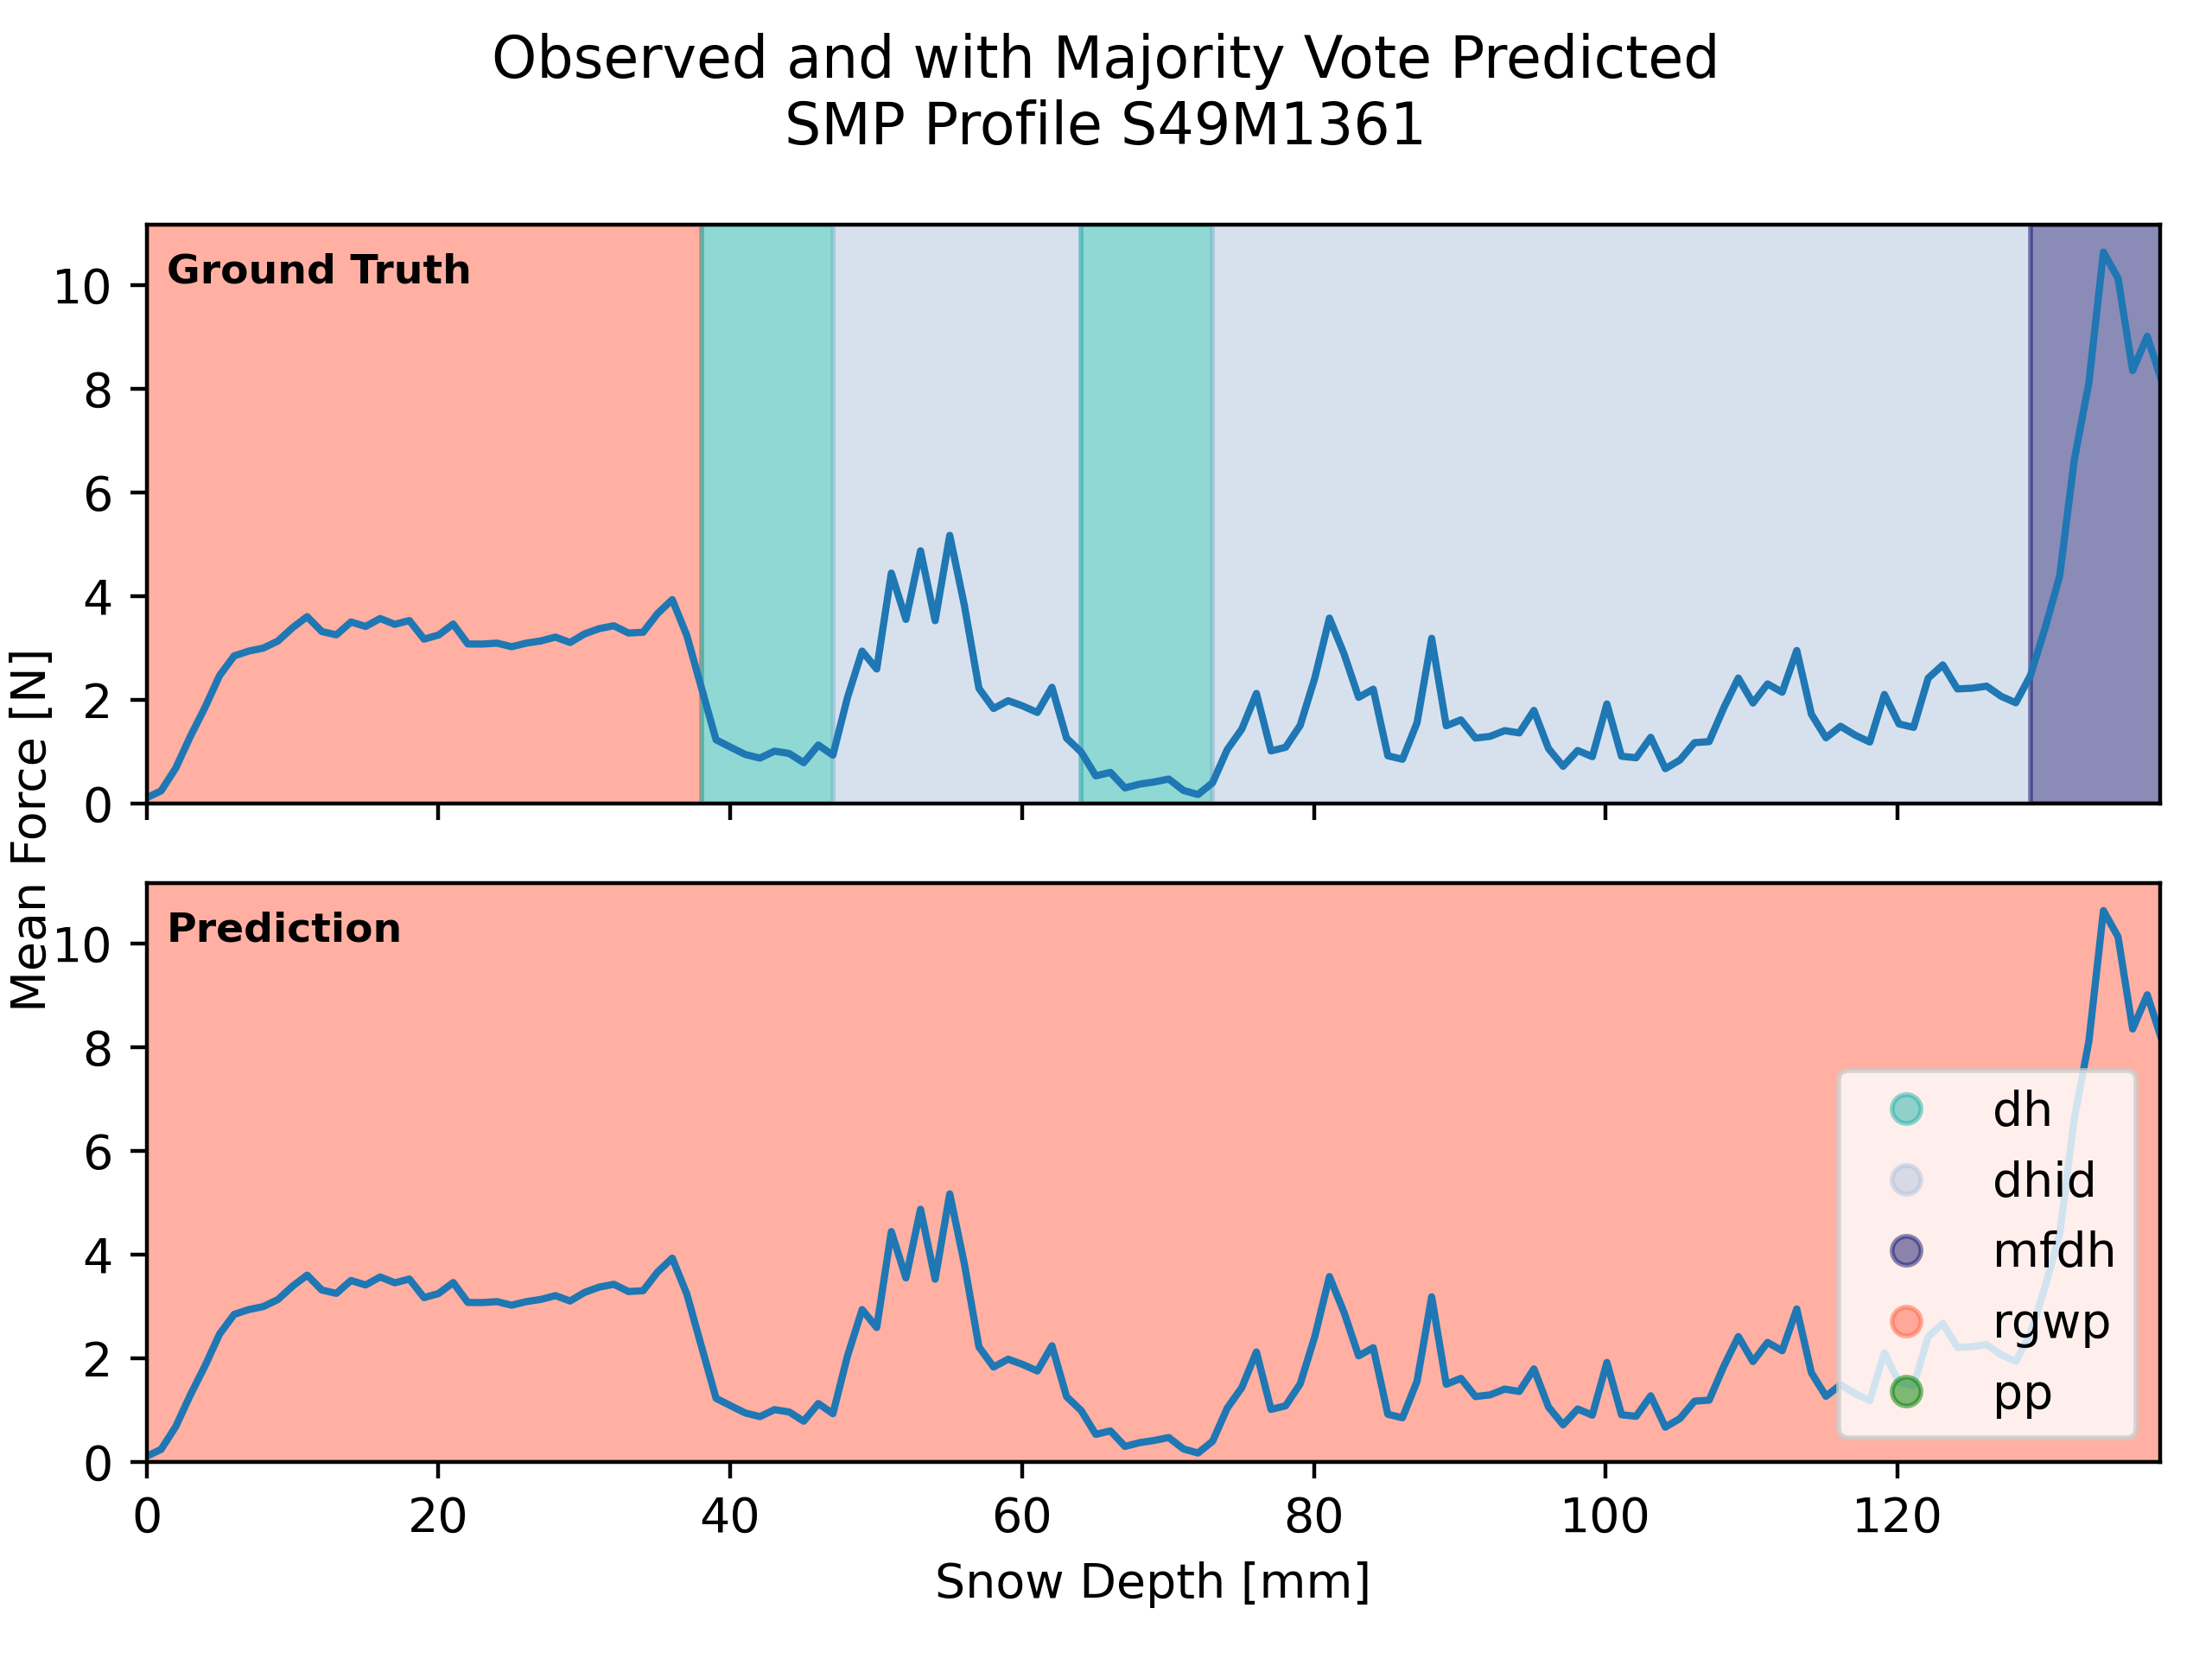 Observed and with Majority Vote Predicted
SMP Profile S49M1361
Ground Truth
10
8
6
4
2
0
Mean Force [N]
Prediction
10
8
6
4
2
0
dh
dhid
mfdh
rgwp
pp
0 20 40 60 80 100 120
Snow Depth [mm]